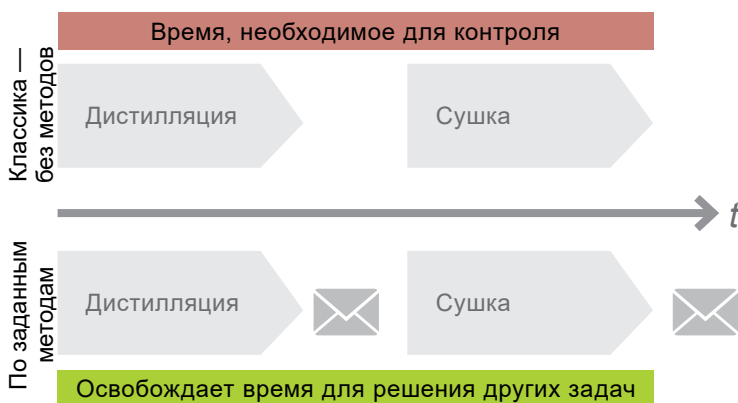 Время, необходимое для контроля
Классика —
без методов
Дистилляция
Сушка
t
По заданным
методам
Дистилляция
Сушка
Освобождает время для решения других задач